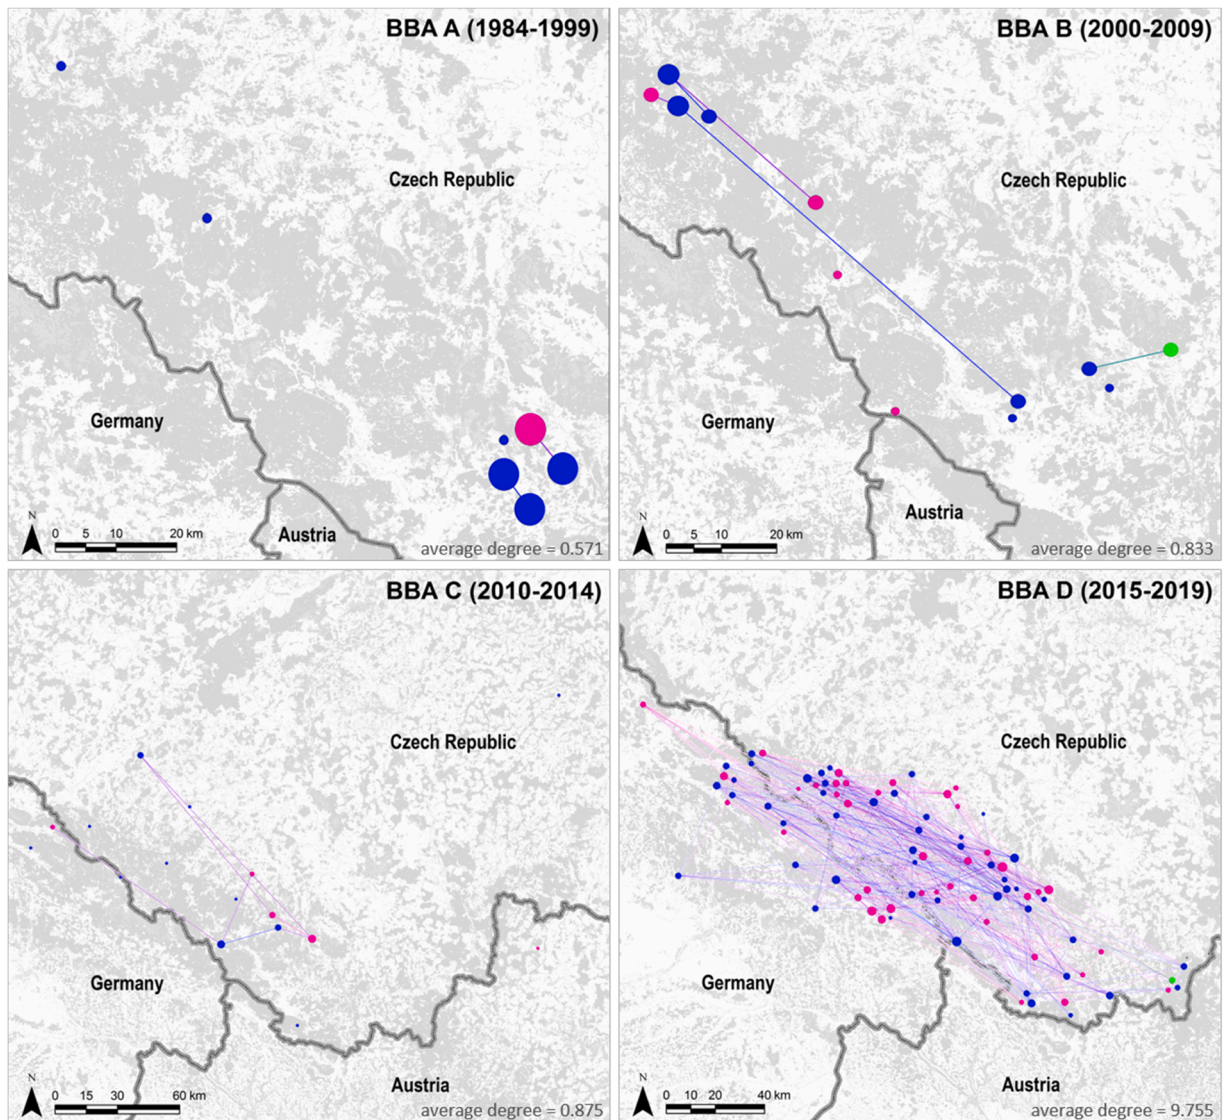 BBA A (1984-1999)
Czech Republic
Germany
Austria
N
0 5 10 20 km
average degree = 0.571
BBA B (2000-2009)
Czech Republic
Germany
Austria
N
0 5 10 20 km
average degree = 0.833
BBA C (2010-2014)
Czech Republic
Germany
Austria
N
0 15 30 60 km
average degree = 0.875
BBA D (2015-2019)
Czech Republic
Germany
Austria
N
0 10 20 40 km
average degree = 9.755